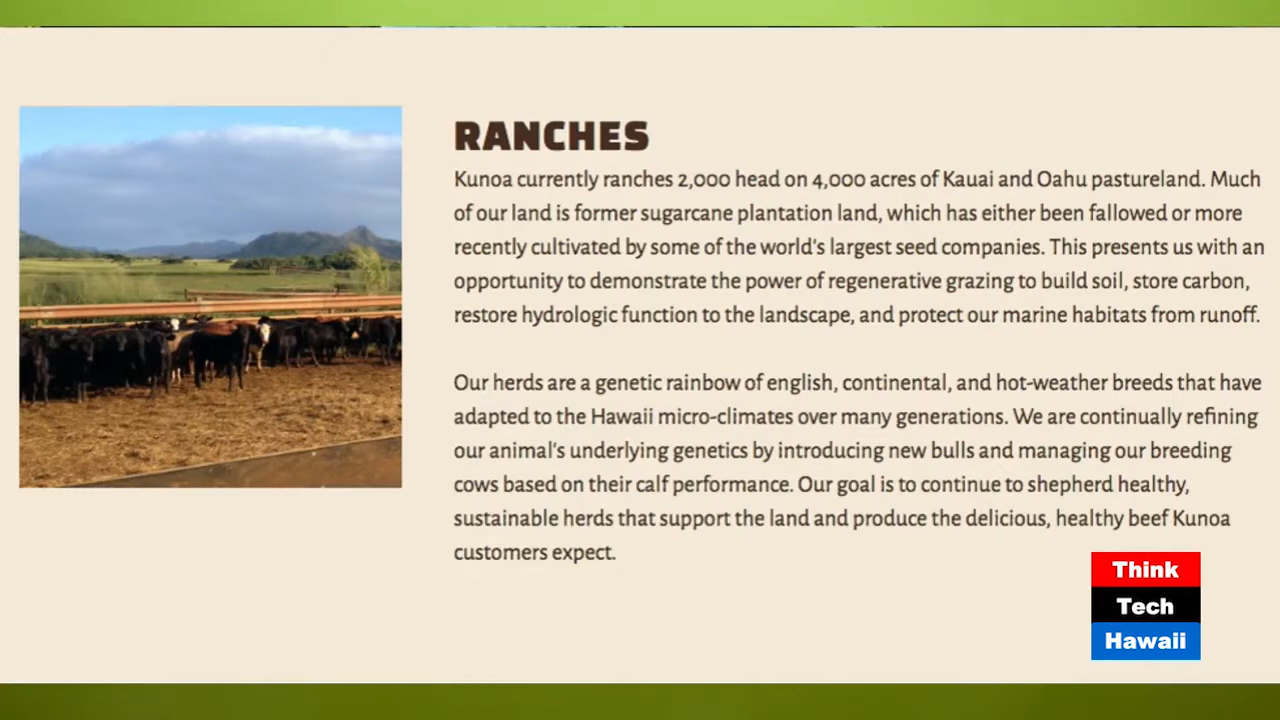 RANCHES
Kunoa currently ranches 2,000 head on 4,000 acres of Kauai and Oahu pastureland. Much
of our land is former sugarcane plantation land, which has either been fallowed or more
recently cultivated by some of the world's largest seed companies. This presents us with an
opportunity to demonstrate the power of regenerative grazing to build soil, store carbon,
restore hydrologic function to the landscape, and protect our marine habitats from runoff.
Our herds are a genetic rainbow of english, continental, and hot-weather breeds that have
adapted to the Hawaii micro-climates over many generations. We are continually refining
our animal's underlying genetics by introducing new bulls and managing our breeding
cows based on their calf performance. Our goal is to continue to shepherd healthy,
sustainable herds that support the land and produce the delicious, healthy beef Kunoa
customers expect.
Think
Tech
Hawaii